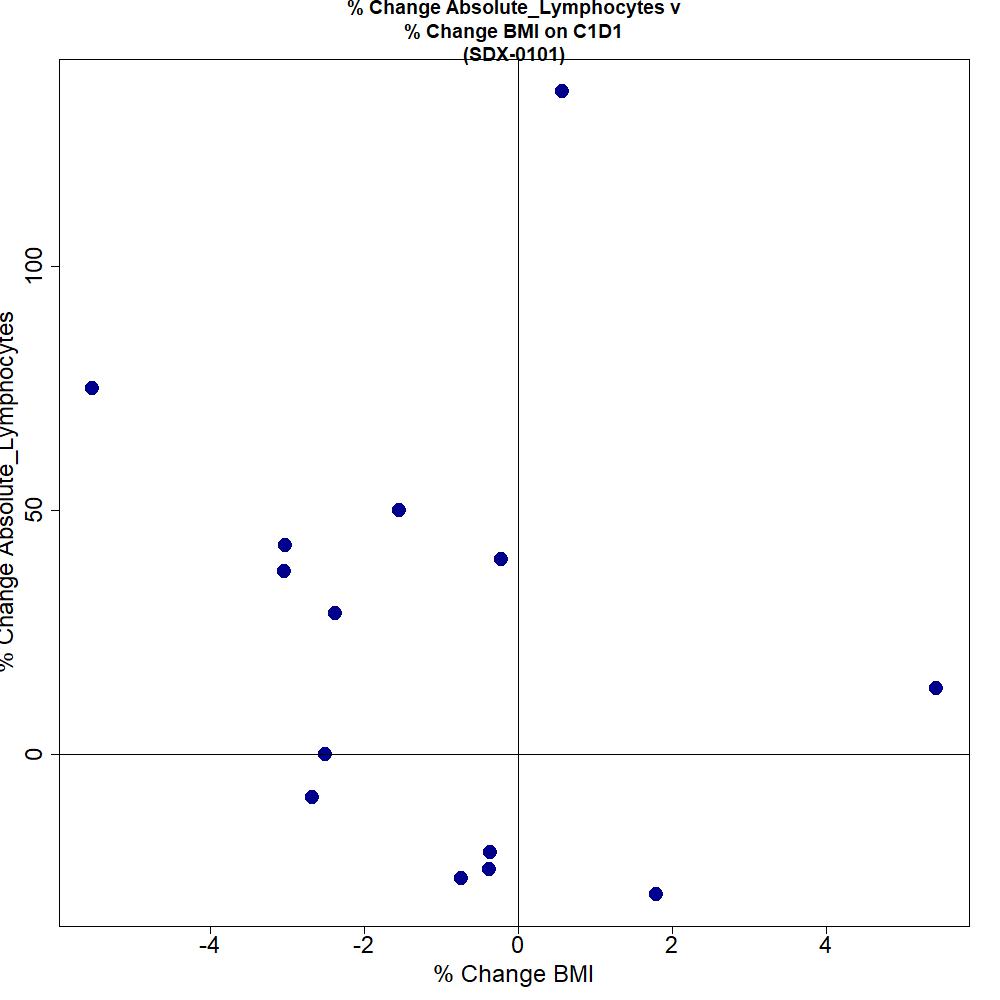 % Change Absolute_Lymphocytes v
% Change BMI on C1D1
(SDX-0101)
% Change Absolute_Lymphocytes
100
50
0
-4
-2
0
2
4
% Change BMI